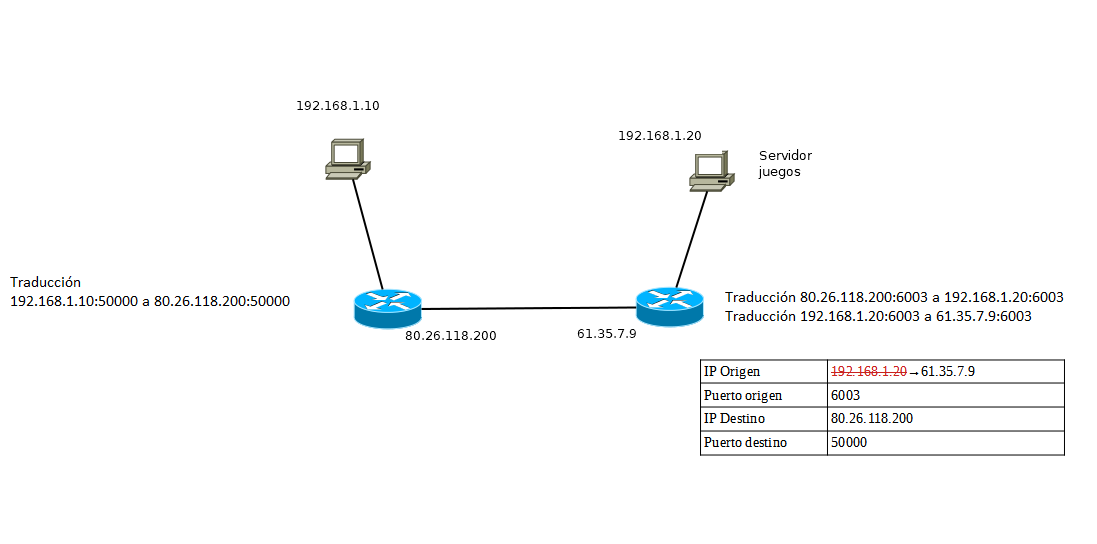 192.168.1.10
192.168.1.20
Servidor
juegos
Traducción
192.168.1.10:50000 a 80.26.118.200:50000
Traducción 80.26.118.200:6003 a 192.168.1.20:6003
Traducción 192.168.1.20:6003 a 61.35.7.9:6003
80.26.118.200
61.35.7.9
IP Origen 192.168.1.20→61.35.7.9
Puerto origen 6003
IP Destino 80.26.118.200
Puerto destino 50000